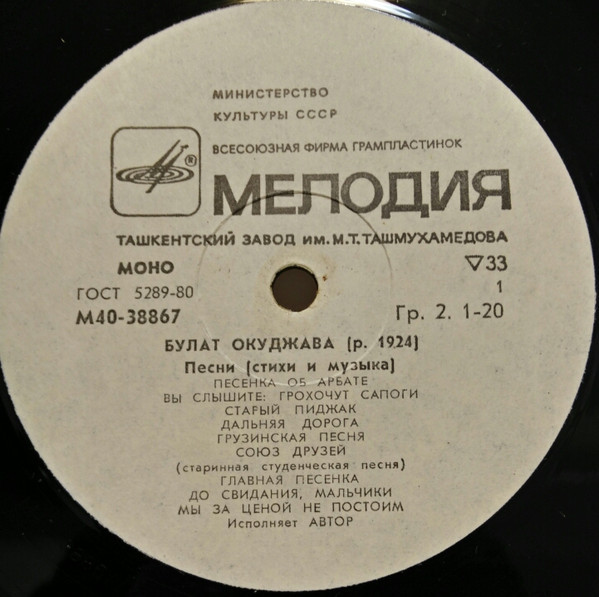 МИНИСТЕРСТВО
КУЛЬТУРЫ СССР
ВСЕСОЮЗНАЯ ФИРМА ГРАМПЛАСТИНОК
®
МЕЛОДИЯ
ТАШКЕНТСКИЙ ЗАВОД ИМ. М.Т. ТАШМУХАМЕДОВА
МОНО ▽33
ГОСТ 5289-80 1
М40-38867 Гр. 2. 1-20
БУЛАТ ОКУДЖАВА (р. 1924)
Песни (стихи и музыка)
ПЕСЕНКА ОБ АРБАТЕ
ВЫ СЛЫШИТЕ: ГРОХОЧУТ САПОГИ
СТАРЫЙ ПИДЖАК
ДАЛЬНЯЯ ДОРОГА
ГРУЗИНСКАЯ ПЕСНЯ
СОЮЗ ДРУЗЕЙ
(старинная студенческая песня)
ГЛАВНАЯ ПЕСЕНКА
ДО СВИДАНИЯ, МАЛЬЧИКИ
МЫ ЗА ЦЕНОЙ НЕ ПОСТОИМ
Исполняет АВТОР